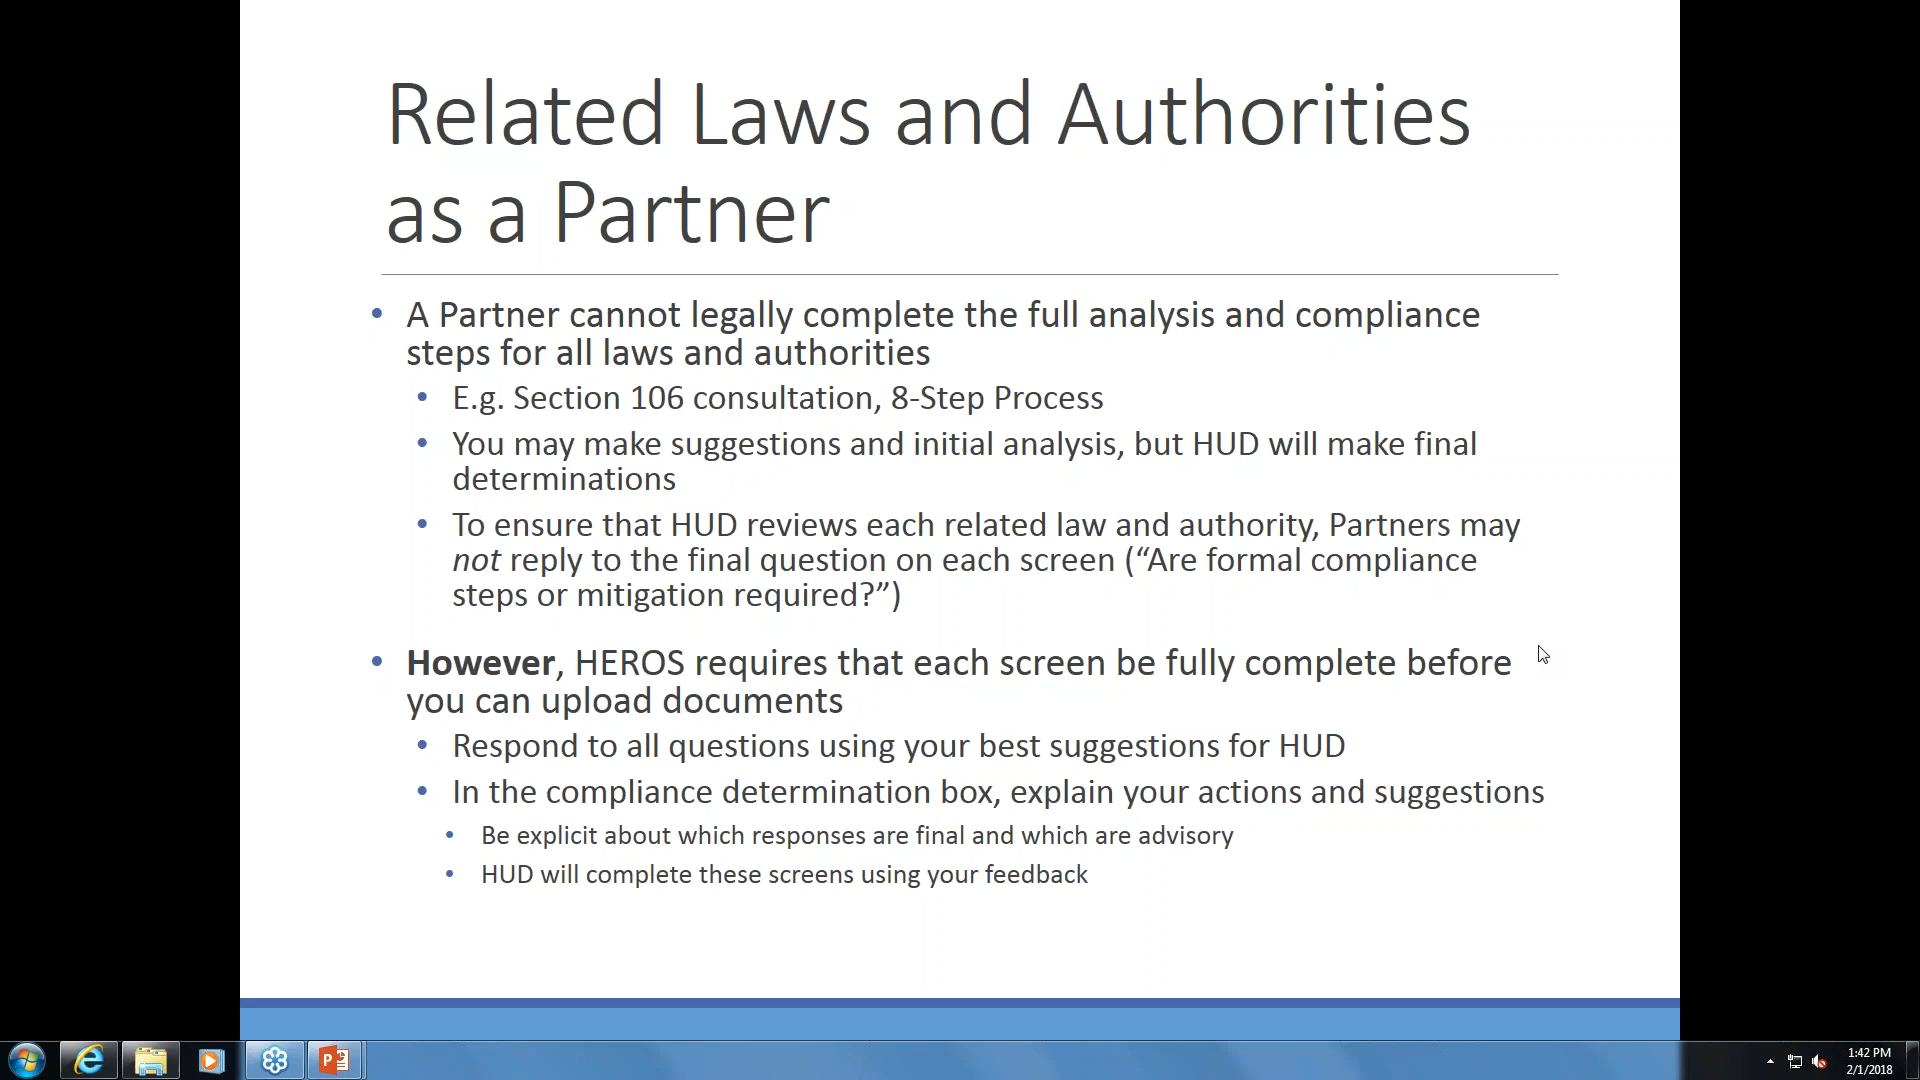 Related Laws and Authorities
as a Partner
• A Partner cannot legally complete the full analysis and compliance
steps for all laws and authorities
• E.g. Section 106 consultation, 8-Step Process
• You may make suggestions and initial analysis, but HUD will make final
determinations
• To ensure that HUD reviews each related law and authority, Partners may
not reply to the final question on each screen (“Are formal compliance
steps or mitigation required?”)
• However, HEROS requires that each screen be fully complete before
you can upload documents
• Respond to all questions using your best suggestions for HUD
• In the compliance determination box, explain your actions and suggestions
• Be explicit about which responses are final and which are advisory
• HUD will complete these screens using your feedback
1:42 PM
2/1/2018